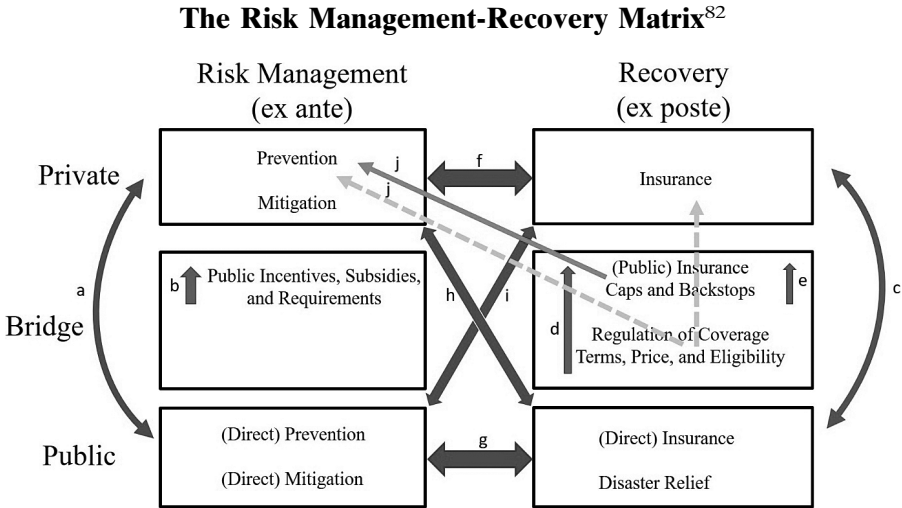 The Risk Management-Recovery Matrix82
Risk Management
(ex ante)
Recovery
(ex poste)
Private
Prevention
Mitigation
j
j
f
Insurance
a
Bridge
b
Public Incentives, Subsidies,
and Requirements
h
i
(Public) Insurance
Caps and Backstops
d
e
Regulation of Coverage
Terms, Price, and Eligibility
c
Public
(Direct) Prevention
(Direct) Mitigation
g
(Direct) Insurance
Disaster Relief